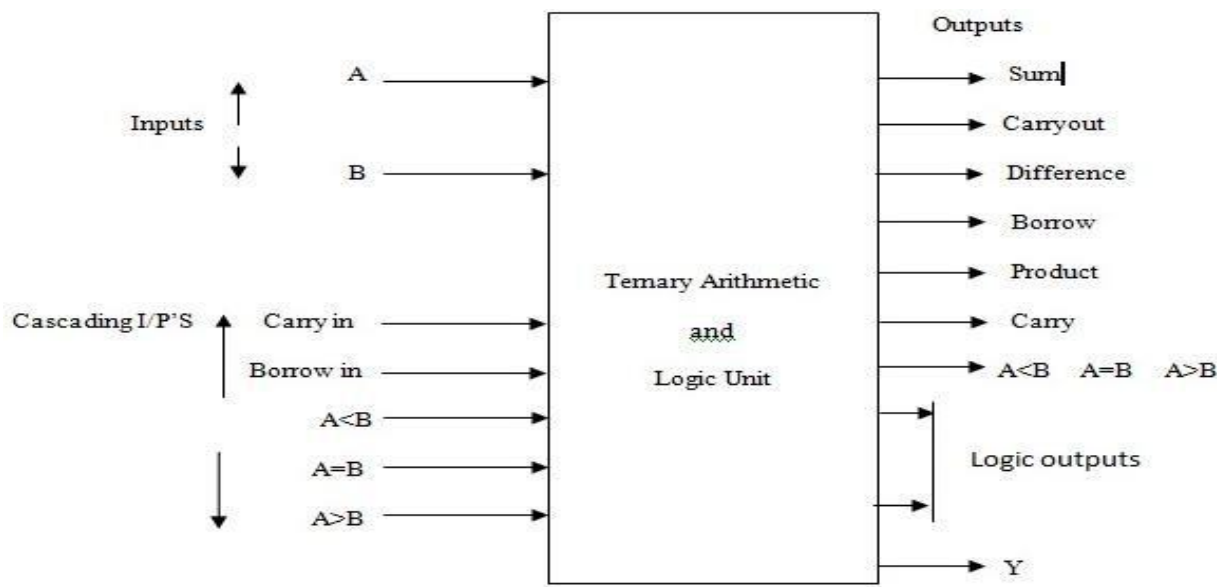 Outputs
A
Sum
Inputs
Carryout
B
Difference
Borrow
Ternary Arithmetic
and
Logic Unit
Product
Cascading I/P'S
Carry in
Carry
Borrow in
A<B A=B A>B
A<B
A=B
Logic outputs
A>B
Y